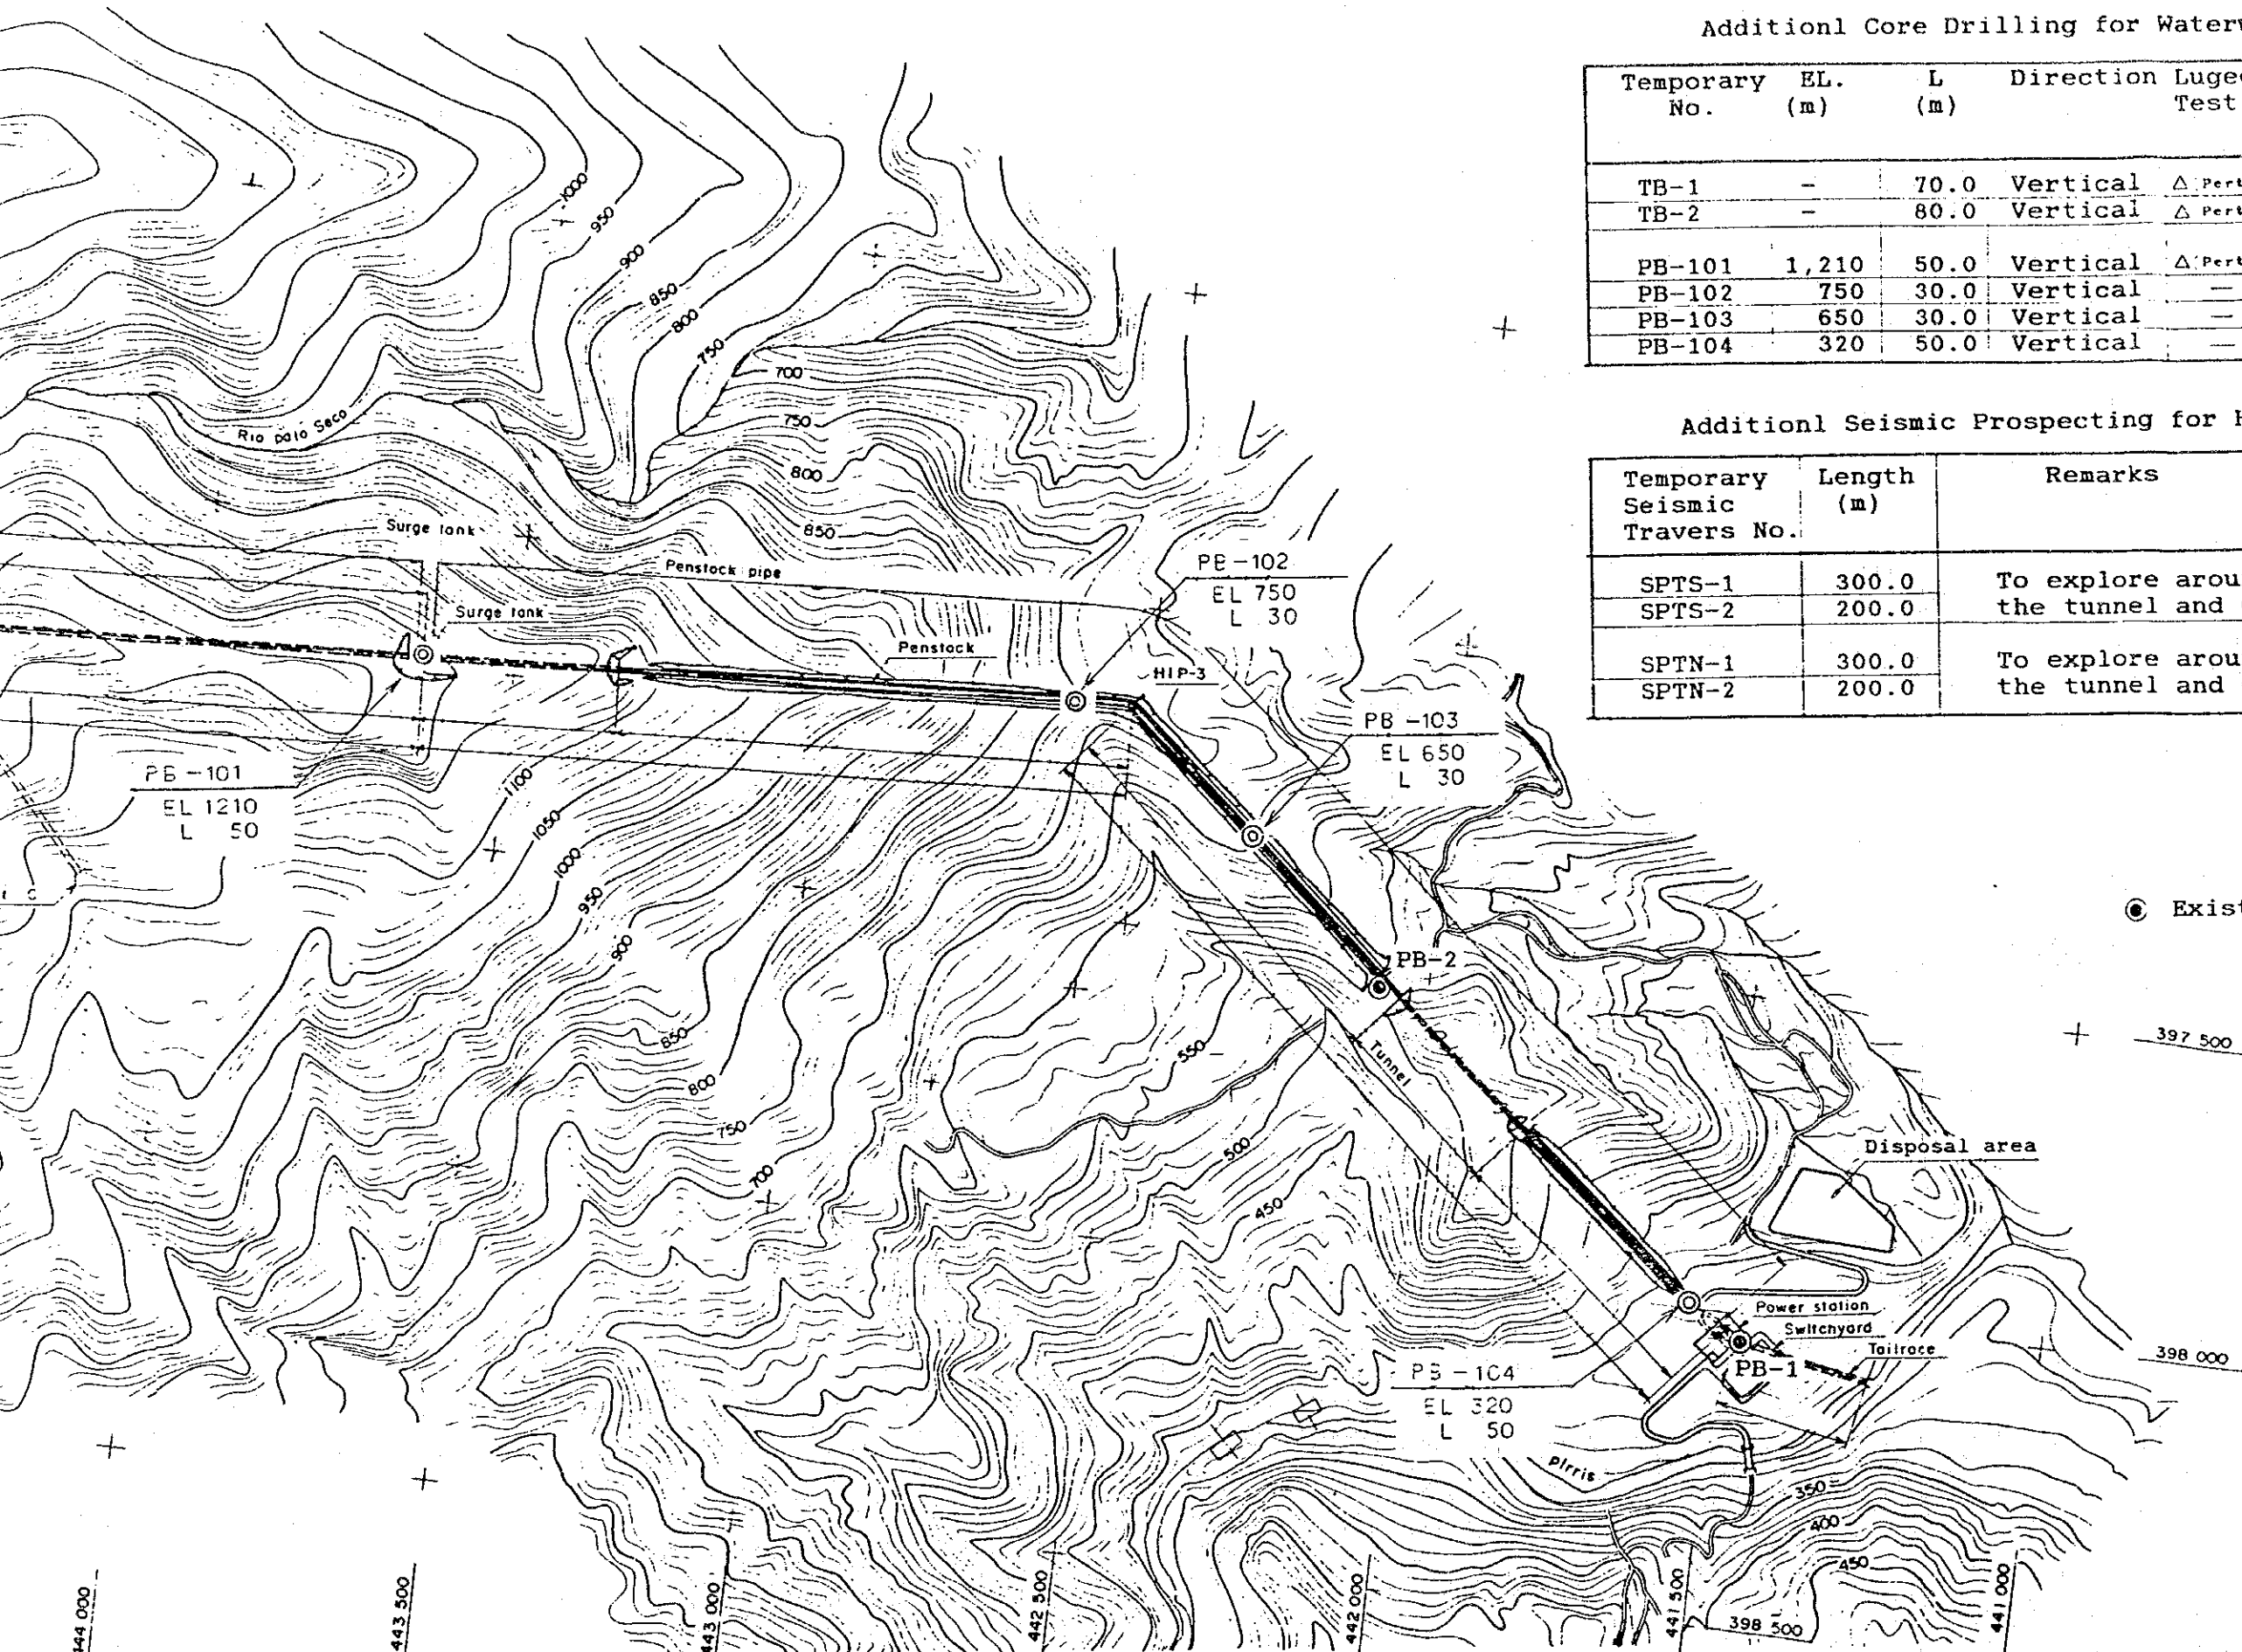 Additionl Core Drilling for
Temporary EL. L Direction
No. (m) (m) Test
TB-1 - 70.0 Vertical △
TB-2 - 80.0 Vertical △
PB-101 1,210 50.0 Vertical △
PB-102 750 30.0 Vertical —
PB-103 650 30.0 Vertical —
PB-104 320 50.0 Vertical —
Additionl Seismic Prospecting for
Temporary Length Remarks
Seismic (m)
Travers No.
SPTS-1 300.0 To explore
SPTS-2 200.0 the tunnel and
SPTN-1 300.0 To explore
SPTN-2 200.0 the tunnel and
1000
950
900
850
800
750
700
750
800
850
Rio palo Seco
Surge tank
Penstock pipe
Surge tank
Penstock
PB-102
EL 750
L 30
HIP-3
PB-103
EL 650
L 30
PB-101
EL 1210
L 50
1100
1050
1000
950
900
850
800
750
700
PB-2
550
Tunnel
500
450
397 500
Disposal area
Power station
Switchyard
Tailrace
PB-1
398 000
PB-104
EL 320
L 50
Pirris
350
400
450
444 000
443 500
443 000
442 500
442 000
441 500
441 000
398 500